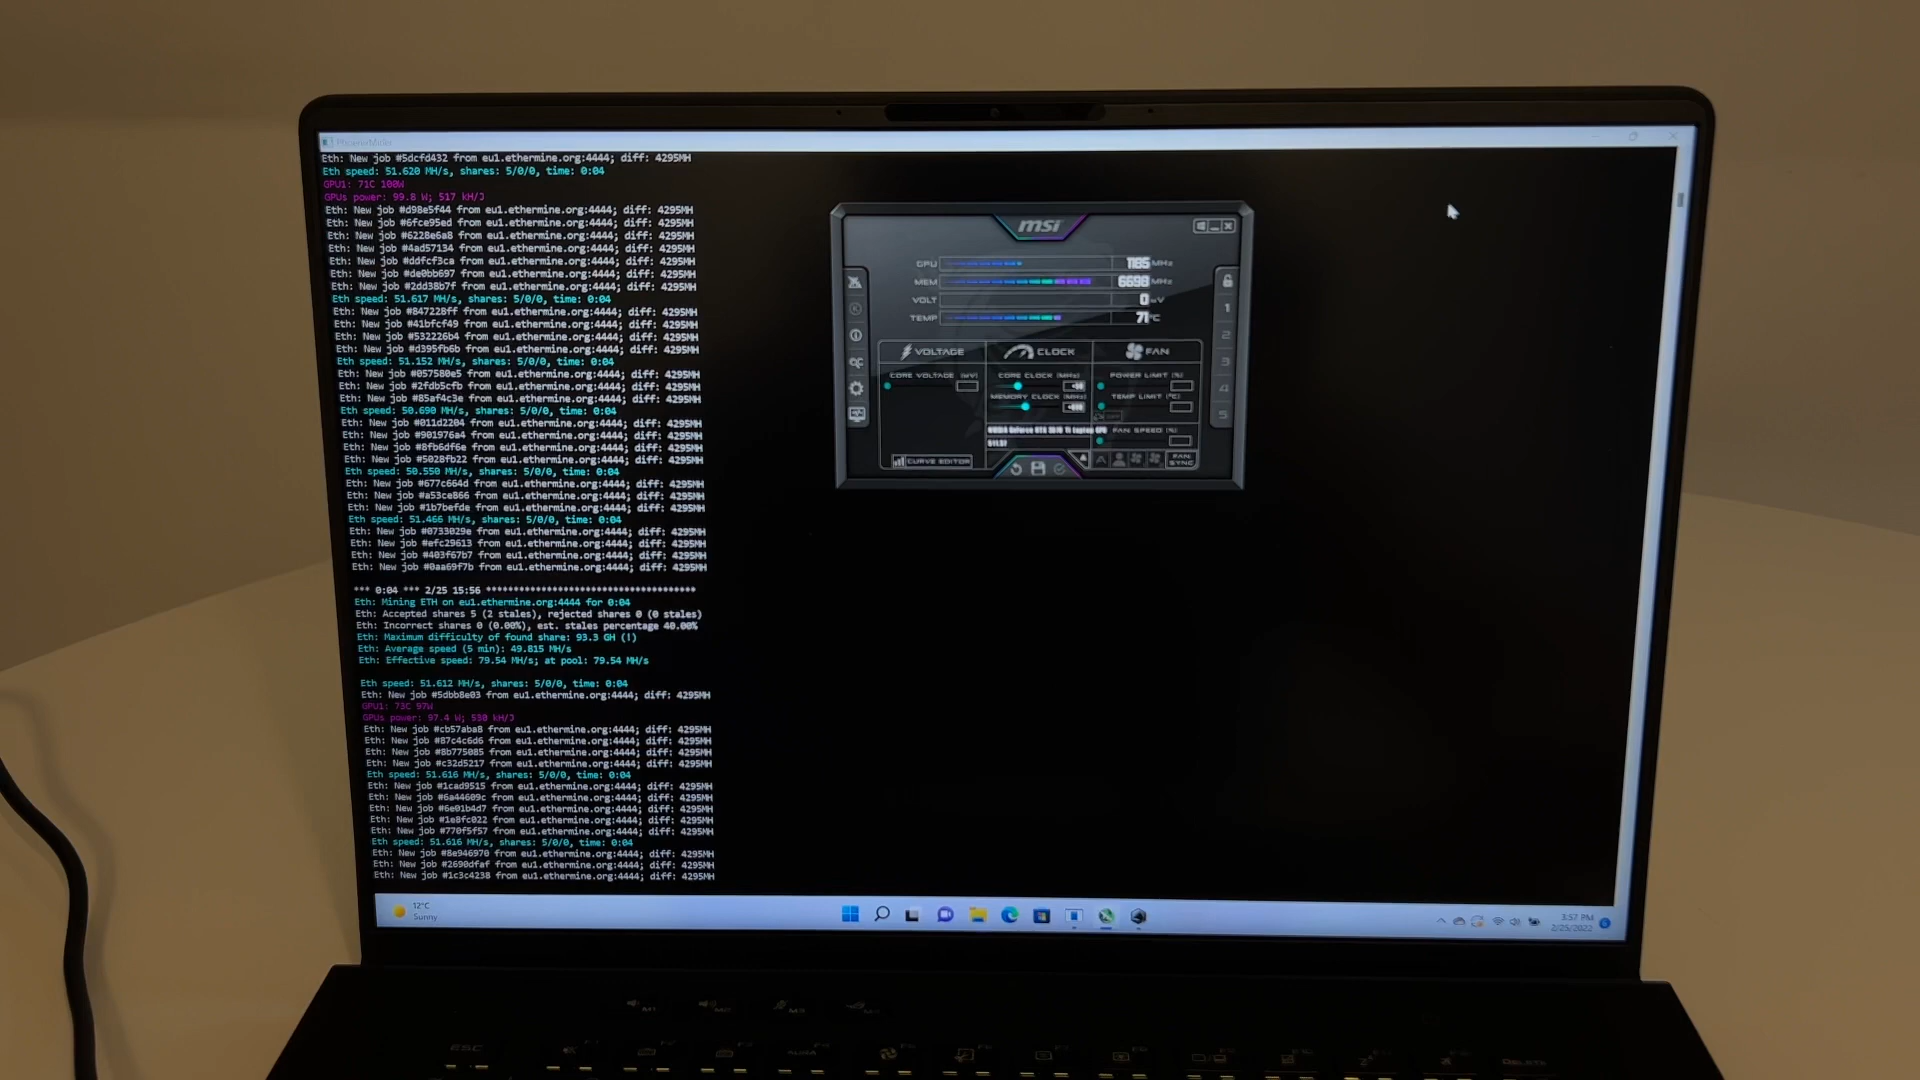 PhoenixMiner
Eth: New job #5dcfd432 from eu1.ethermine.org:4444; diff: 4295MH
Eth speed: 51.620 MH/s, shares: 5/0/0, time: 0:04
GPU1: 71C 100W
GPUs power: 99.8 W; 517 kH/J
Eth: New job #d98e5f44 from eu1.ethermine.org:4444; diff: 4295MH
Eth: New job #6fce95ed from eu1.ethermine.org:4444; diff: 4295MH
Eth: New job #6228e6a8 from eu1.ethermine.org:4444; diff: 4295MH
Eth: New job #4ad57134 from eu1.ethermine.org:4444; diff: 4295MH
Eth: New job #ddfcf3ca from eu1.ethermine.org:4444; diff: 4295MH
Eth: New job #de0bb697 from eu1.ethermine.org:4444; diff: 4295MH
Eth: New job #2dd38b7f from eu1.ethermine.org:4444; diff: 4295MH
Eth speed: 51.617 MH/s, shares: 5/0/0, time: 0:04
Eth: New job #847228ff from eu1.ethermine.org:4444; diff: 4295MH
Eth: New job #41bfcf49 from eu1.ethermine.org:4444; diff: 4295MH
Eth: New job #532226b4 from eu1.ethermine.org:4444; diff: 4295MH
Eth: New job #d395fb6b from eu1.ethermine.org:4444; diff: 4295MH
Eth speed: 51.152 MH/s, shares: 5/0/0, time: 0:04
Eth: New job #057580e5 from eu1.ethermine.org:4444; diff: 4295MH
Eth: New job #2fdb5cfb from eu1.ethermine.org:4444; diff: 4295MH
Eth: New job #85af4c3e from eu1.ethermine.org:4444; diff: 4295MH
Eth speed: 50.690 MH/s, shares: 5/0/0, time: 0:04
Eth: New job #011d2204 from eu1.ethermine.org:4444; diff: 4295MH
Eth: New job #901976a4 from eu1.ethermine.org:4444; diff: 4295MH
Eth: New job #8fb6df6e from eu1.ethermine.org:4444; diff: 4295MH
Eth: New job #5028fb22 from eu1.ethermine.org:4444; diff: 4295MH
Eth speed: 50.550 MH/s, shares: 5/0/0, time: 0:04
Eth: New job #677c664d from eu1.ethermine.org:4444; diff: 4295MH
Eth: New job #a53ce866 from eu1.ethermine.org:4444; diff: 4295MH
Eth: New job #1b7befde from eu1.ethermine.org:4444; diff: 4295MH
Eth speed: 51.466 MH/s, shares: 5/0/0, time: 0:04
Eth: New job #0733029e from eu1.ethermine.org:4444; diff: 4295MH
Eth: New job #efc29613 from eu1.ethermine.org:4444; diff: 4295MH
Eth: New job #403f67b7 from eu1.ethermine.org:4444; diff: 4295MH
Eth: New job #0aa69f7b from eu1.ethermine.org:4444; diff: 4295MH
*** 0:04 *** 2/25 15:56 **************************************
Eth: Mining ETH on eu1.ethermine.org:4444 for 0:04
Eth: Accepted shares 5 (2 stales), rejected shares 0 (0 stales)
Eth: Incorrect shares 0 (0.00%), est. stales percentage 40.00%
Eth: Maximum difficulty of found share: 93.3 GH (!)
Eth: Average speed (5 min): 49.815 MH/s
Eth: Effective speed: 79.54 MH/s; at pool: 79.54 MH/s
Eth speed: 51.612 MH/s, shares: 5/0/0, time: 0:04
Eth: New job #5dbb8e03 from eu1.ethermine.org:4444; diff: 4295MH
GPU1: 73C 97W
GPUs power: 97.4 W; 530 kH/J
Eth: New job #cb57aba8 from eu1.ethermine.org:4444; diff: 4295MH
Eth: New job #87c4c6d6 from eu1.ethermine.org:4444; diff: 4295MH
Eth: New job #8b775085 from eu1.ethermine.org:4444; diff: 4295MH
Eth: New job #c32d5217 from eu1.ethermine.org:4444; diff: 4295MH
Eth speed: 51.616 MH/s, shares: 5/0/0, time: 0:04
Eth: New job #1cad9515 from eu1.ethermine.org:4444; diff: 4295MH
Eth: New job #6a44609c from eu1.ethermine.org:4444; diff: 4295MH
Eth: New job #6e01b4d7 from eu1.ethermine.org:4444; diff: 4295MH
Eth: New job #1e8fc022 from eu1.ethermine.org:4444; diff: 4295MH
Eth: New job #770f5f57 from eu1.ethermine.org:4444; diff: 4295MH
Eth speed: 51.616 MH/s, shares: 5/0/0, time: 0:04
Eth: New job #8e946970 from eu1.ethermine.org:4444; diff: 4295MH
Eth: New job #2690dfaf from eu1.ethermine.org:4444; diff: 4295MH
Eth: New job #1c3c4238 from eu1.ethermine.org:4444; diff: 4295MH
msi
GPU 1185 MHz
MEM 6698 MHz
VOLT 0 uV
TEMP 71 °C
VOLTAGE CLOCK FAN
CORE VOLTAGE (MV) CORE CLOCK (MHz) POWER LIMIT (%)
MEMORY CLOCK (MHz) TEMP LIMIT (°C)
NVIDIA GeForce RTX 3070 Ti Laptop GPU FAN SPEED (%)
511.37
CURVE EDITOR
FAN SYNC
1
2
3
4
5
12°C
Sunny
3:57 PM
2/25/2022
M1 M2 M3 M4
ESC
AURA
DELETE